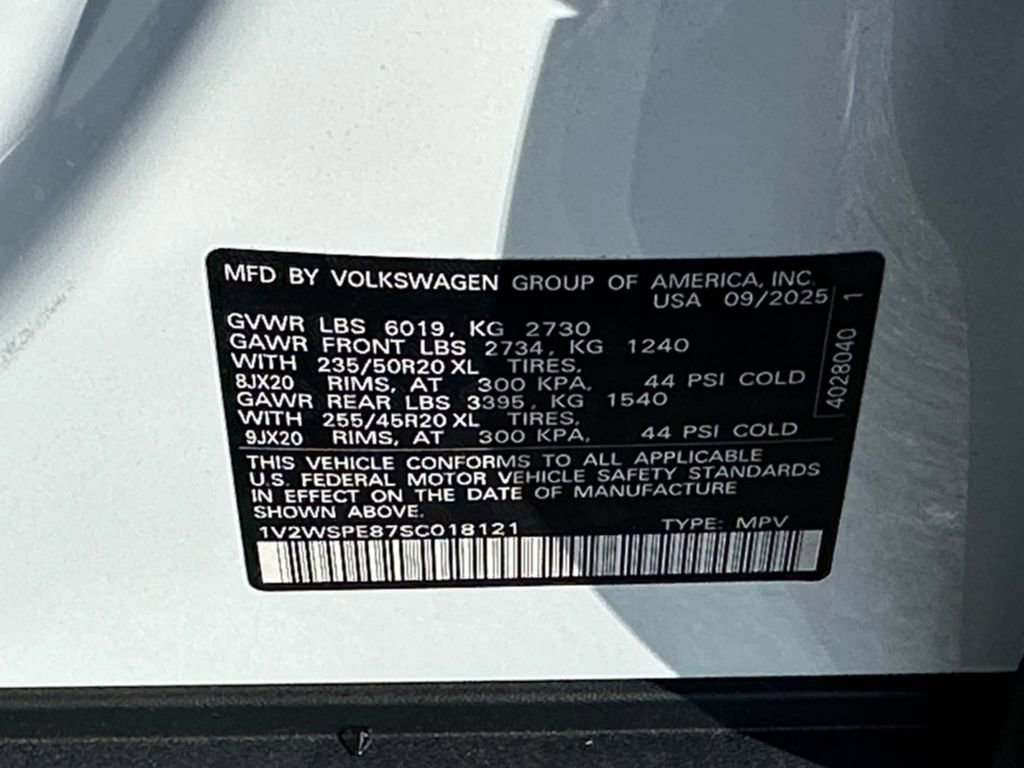 MFD BY VOLKSWAGEN GROUP OF AMERICA, INC.
USA 09/2025
GVWR LBS 6019, KG 2730
GAWR FRONT LBS 2734, KG 1240
WITH 235/50R20 XL TIRES,
8JX20 RIMS, AT 300 KPA, 44 PSI COLD
GAWR REAR LBS 3395, KG 1540
WITH 255/45R20 XL TIRES,
9JX20 RIMS, AT 300 KPA, 44 PSI COLD
THIS VEHICLE CONFORMS TO ALL APPLICABLE
U.S. FEDERAL MOTOR VEHICLE SAFETY STANDARDS
IN EFFECT ON THE DATE OF MANUFACTURE
SHOWN ABOVE.
1V2WSPE87SC018121 TYPE: MPV
4028040 1